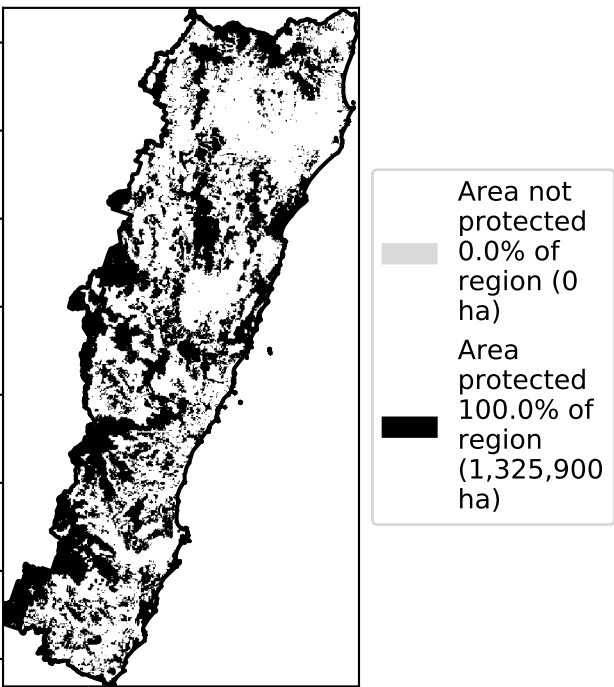 Area not
protected
0.0% of
region (0
ha)
Area
protected
100.0% of
region
(1,325,900
ha)